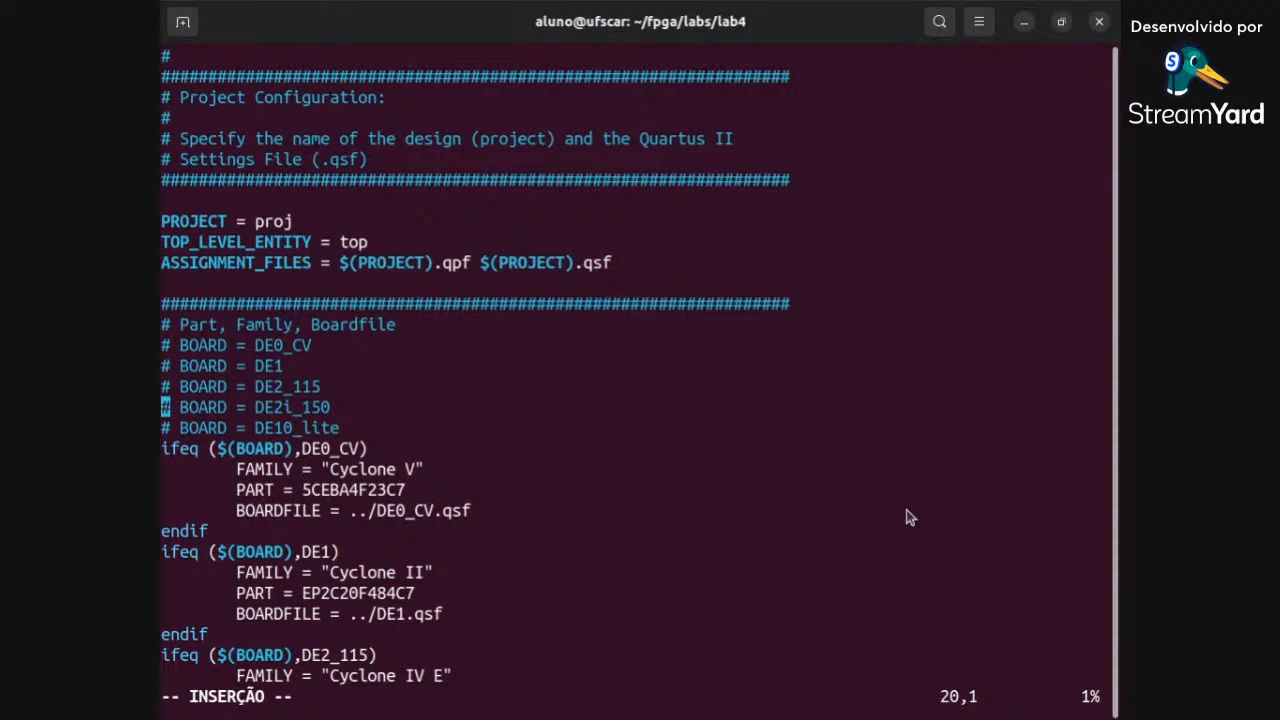 aluno@ufscar: ~/fpga/labs/lab4
Desenvolvido por
StreamYard
#
###################################################################
# Project Configuration:
#
# Specify the name of the design (project) and the Quartus II
# Settings File (.qsf)
###################################################################
PROJECT = proj
TOP_LEVEL_ENTITY = top
ASSIGNMENT_FILES = $(PROJECT).qpf $(PROJECT).qsf
###################################################################
# Part, Family, Boardfile
# BOARD = DE0_CV
# BOARD = DE1
# BOARD = DE2_115
# BOARD = DE2i_150
# BOARD = DE10_lite
ifeq ($(BOARD),DE0_CV)
FAMILY = "Cyclone V"
PART = 5CEBA4F23C7
BOARDFILE = ../DE0_CV.qsf
endif
ifeq ($(BOARD),DE1)
FAMILY = "Cyclone II"
PART = EP2C20F484C7
BOARDFILE = ../DE1.qsf
endif
ifeq ($(BOARD),DE2_115)
FAMILY = "Cyclone IV E"
-- INSERÇÃO -- 20,1 1%